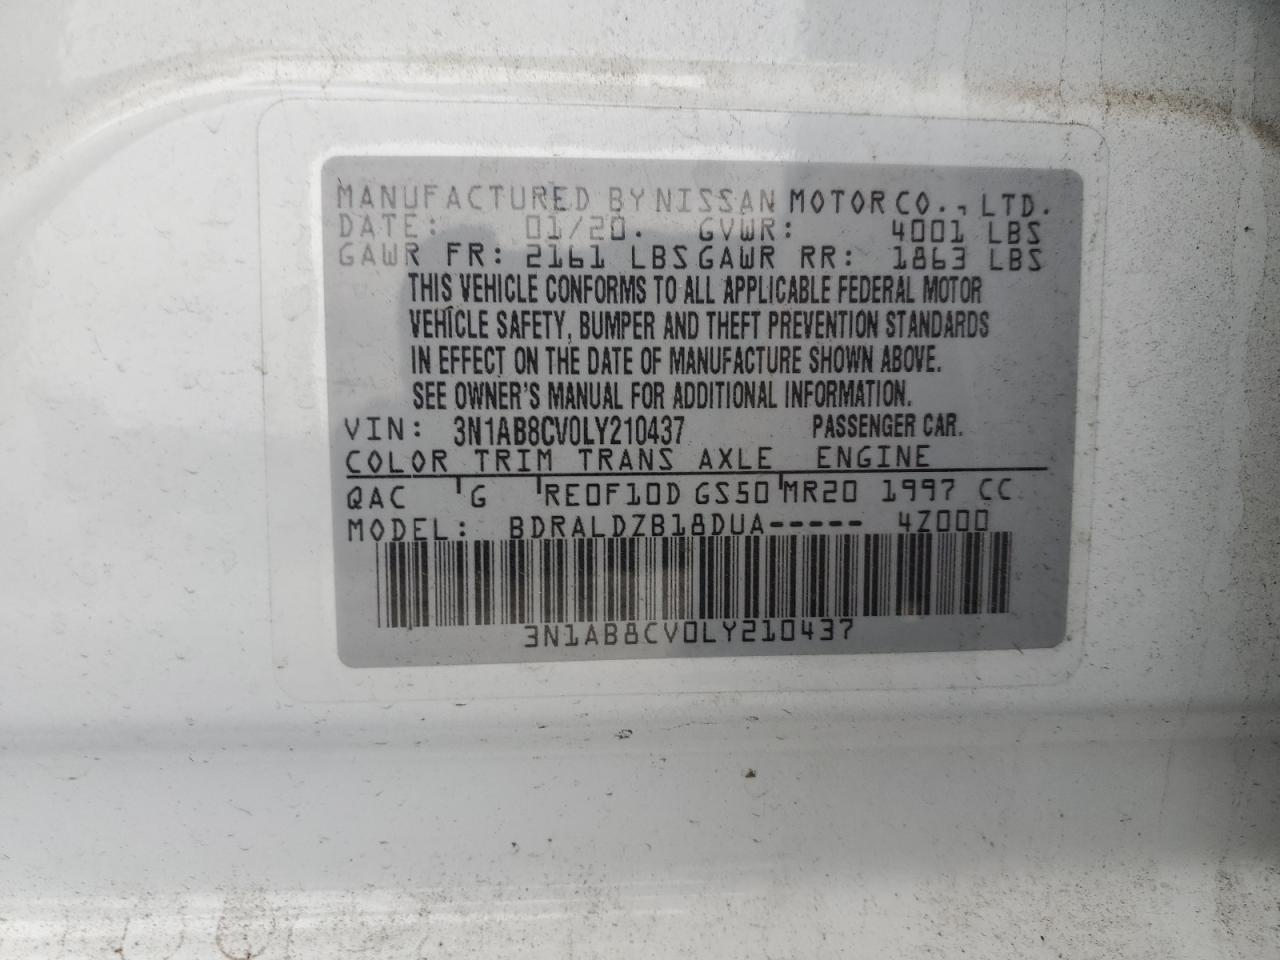 MANUFACTURED BY NISSAN MOTOR CO., LTD.
DATE: 01/20. GVWR: 4001 LBS
GAWR FR: 2161 LBS GAWR RR: 1863 LBS
THIS VEHICLE CONFORMS TO ALL APPLICABLE FEDERAL MOTOR
VEHICLE SAFETY, BUMPER AND THEFT PREVENTION STANDARDS
IN EFFECT ON THE DATE OF MANUFACTURE SHOWN ABOVE.
SEE OWNER'S MANUAL FOR ADDITIONAL INFORMATION.
VIN: 3N1AB8CV0LY210437 PASSENGER CAR.
COLOR TRIM TRANS AXLE ENGINE
QAC G RE0F10D GS50 MR20 1997 CC
MODEL: BDRALDZB18DUA----- 4Z000
3N1AB8CV0LY210437